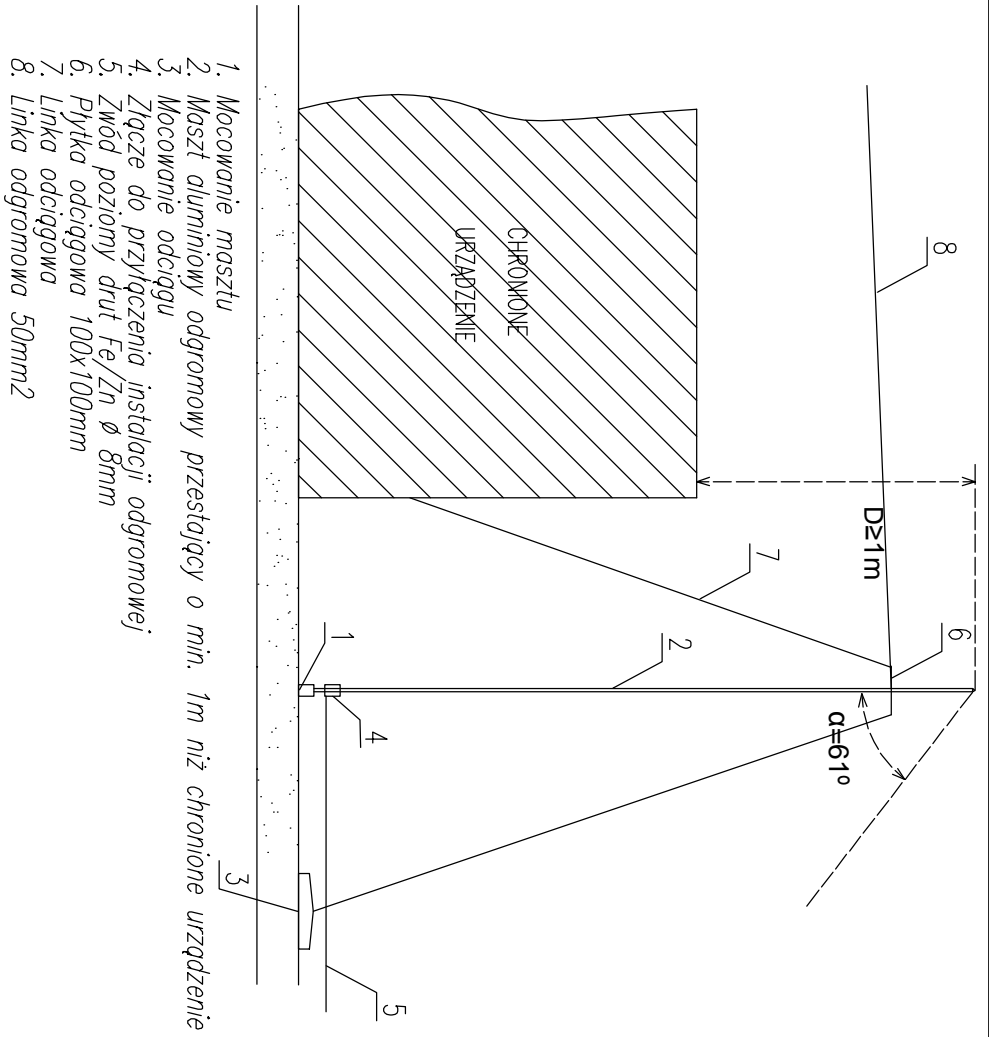 8
CHRONIONE
URZĄDZENIE
D≥1m
7
6
2
1
4
α=61º
3
5
1. Mocowanie masztu
2. Maszt aluminiowy odgromowy przestający o min. 1m niż chronione urządzenie
3. Mocowanie odciągu
4. Złącze do przyłączenia instalacji odgromowej
5. Zwód poziomy drut Fe/Zn Ø 8mm
6. Płytka odciągowa 100x100mm
7. Linka odciągowa
8. Linka odgromowa 50mm2